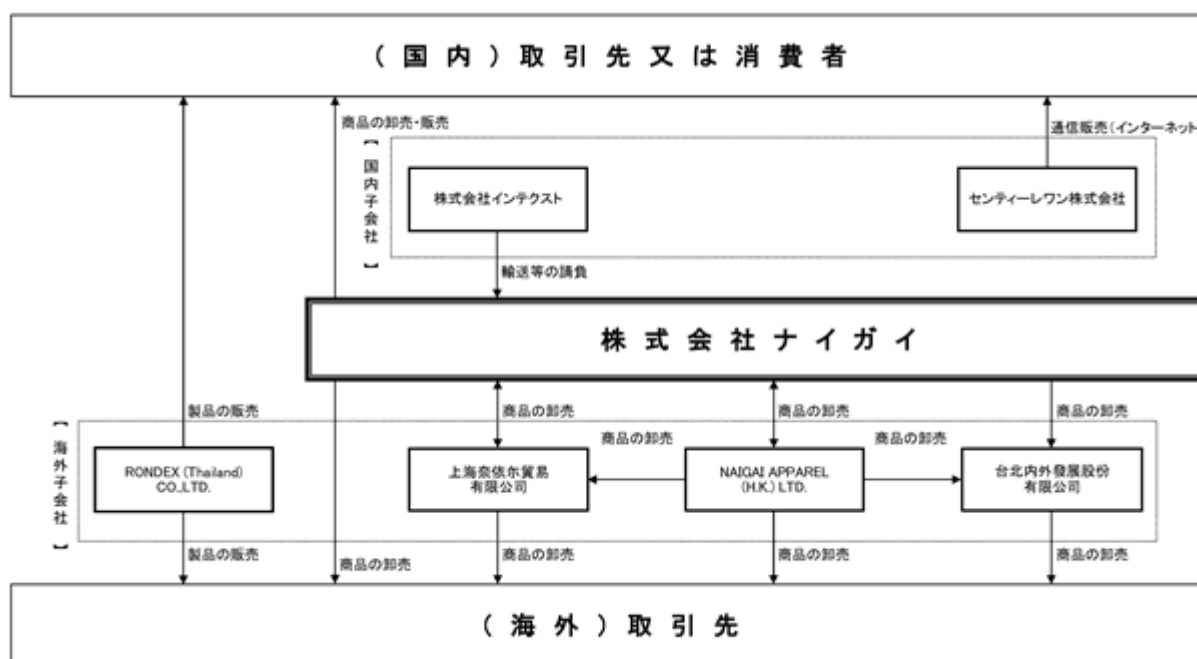 （国内）取引先又は消費者
商品の卸売・販売
通信販売（インターネット
【国内子会社】
株式会社インテクスト
センティーレワン株式会社
輸送等の請負
株式会社ナイガイ
製品の販売
商品の卸売
商品の卸売
商品の卸売
【海外子会社】
商品の卸売
商品の卸売
RONDEX (Thailand)
CO.,LTD.
上海奈依尓貿易
有限公司
NAIGAI APPAREL
(H.K.) LTD.
台北内外發展股份
有限公司
製品の販売
商品の卸売
商品の卸売
商品の卸売
商品の卸売
（海外）取引先